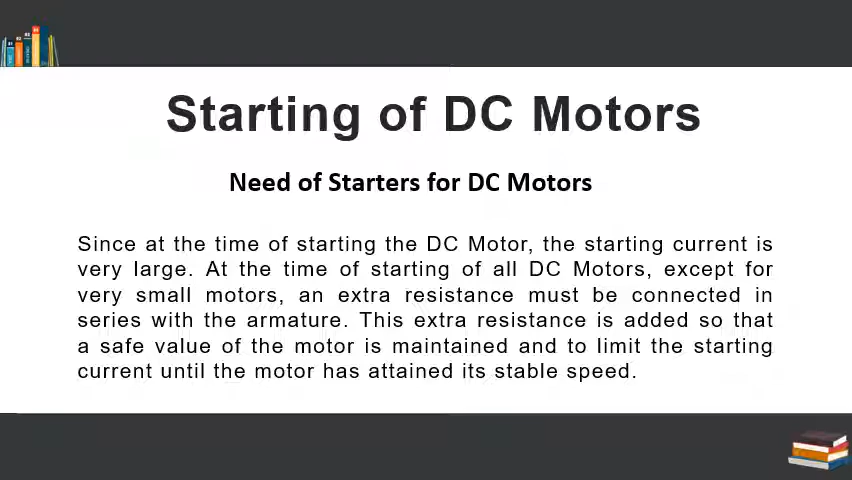 Starting of DC Motors
Need of Starters for DC Motors
Since at the time of starting the DC Motor, the starting current is
very large. At the time of starting of all DC Motors, except for
very small motors, an extra resistance must be connected in
series with the armature. This extra resistance is added so that
a safe value of the motor is maintained and to limit the starting
current until the motor has attained its stable speed.